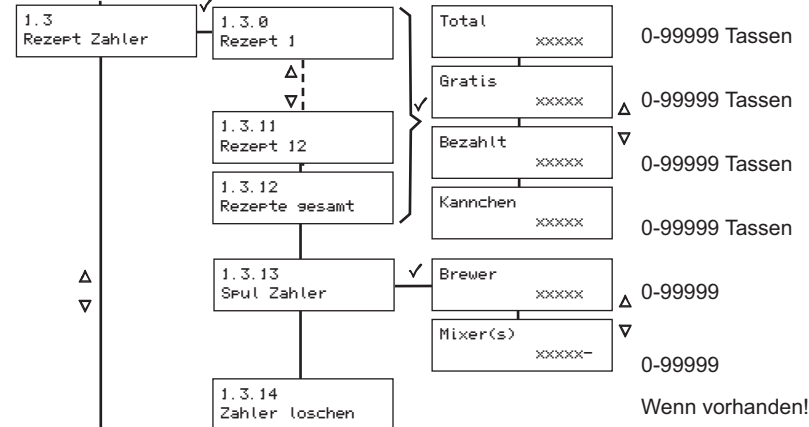 1.3
Rezept Zahler
1.3.0
Rezept 1
1.3.11
Rezept 12
1.3.12
Rezepte gesamt
1.3.13
Spul Zahler
1.3.14
Zahler loschen
Total
xxxxx
0-99999 Tassen
Gratis
xxxxx
0-99999 Tassen
Bezahlt
xxxxx
0-99999 Tassen
Kannchen
xxxxx
0-99999 Tassen
Brewer
xxxxx
0-99999
Mixer(s)
xxxxx-
0-99999
Wenn vorhanden!